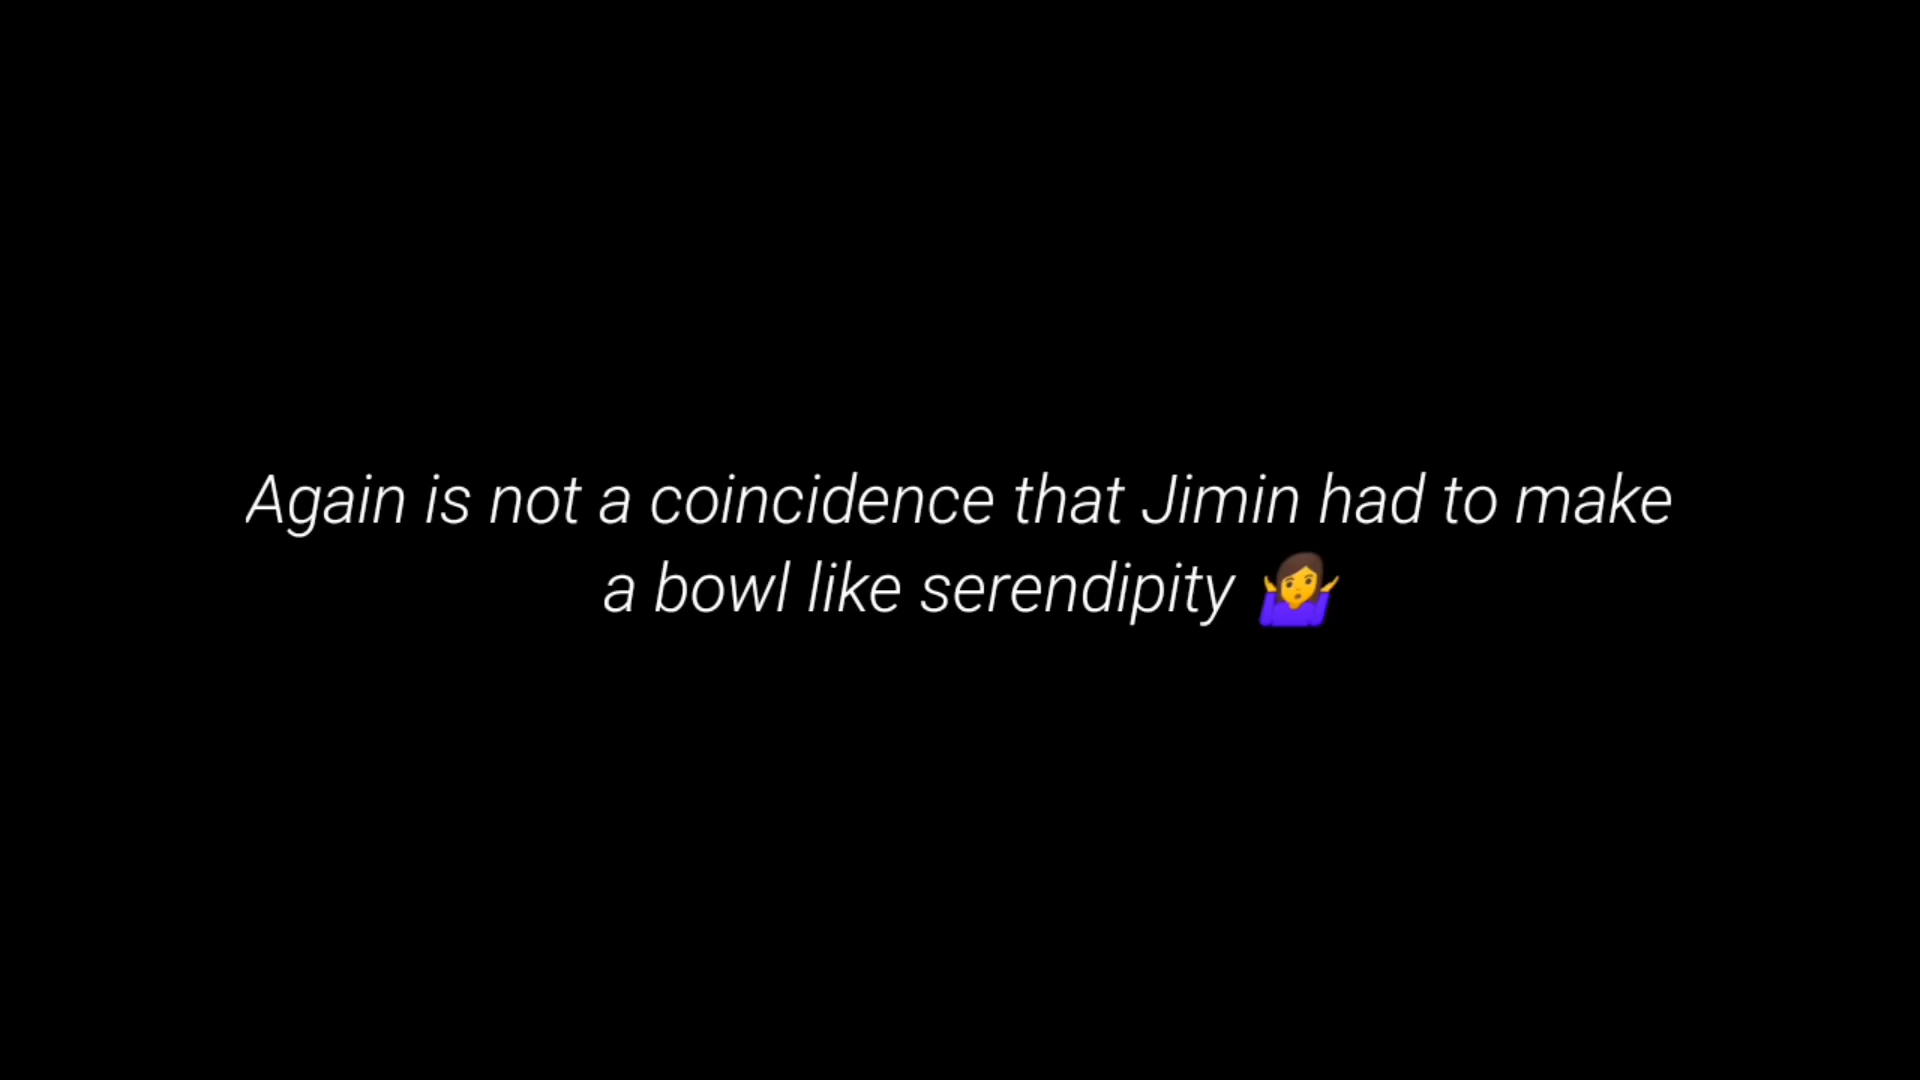 Again is not a coincidence that Jimin had to make
a bowl like serendipity 🤷‍♀️